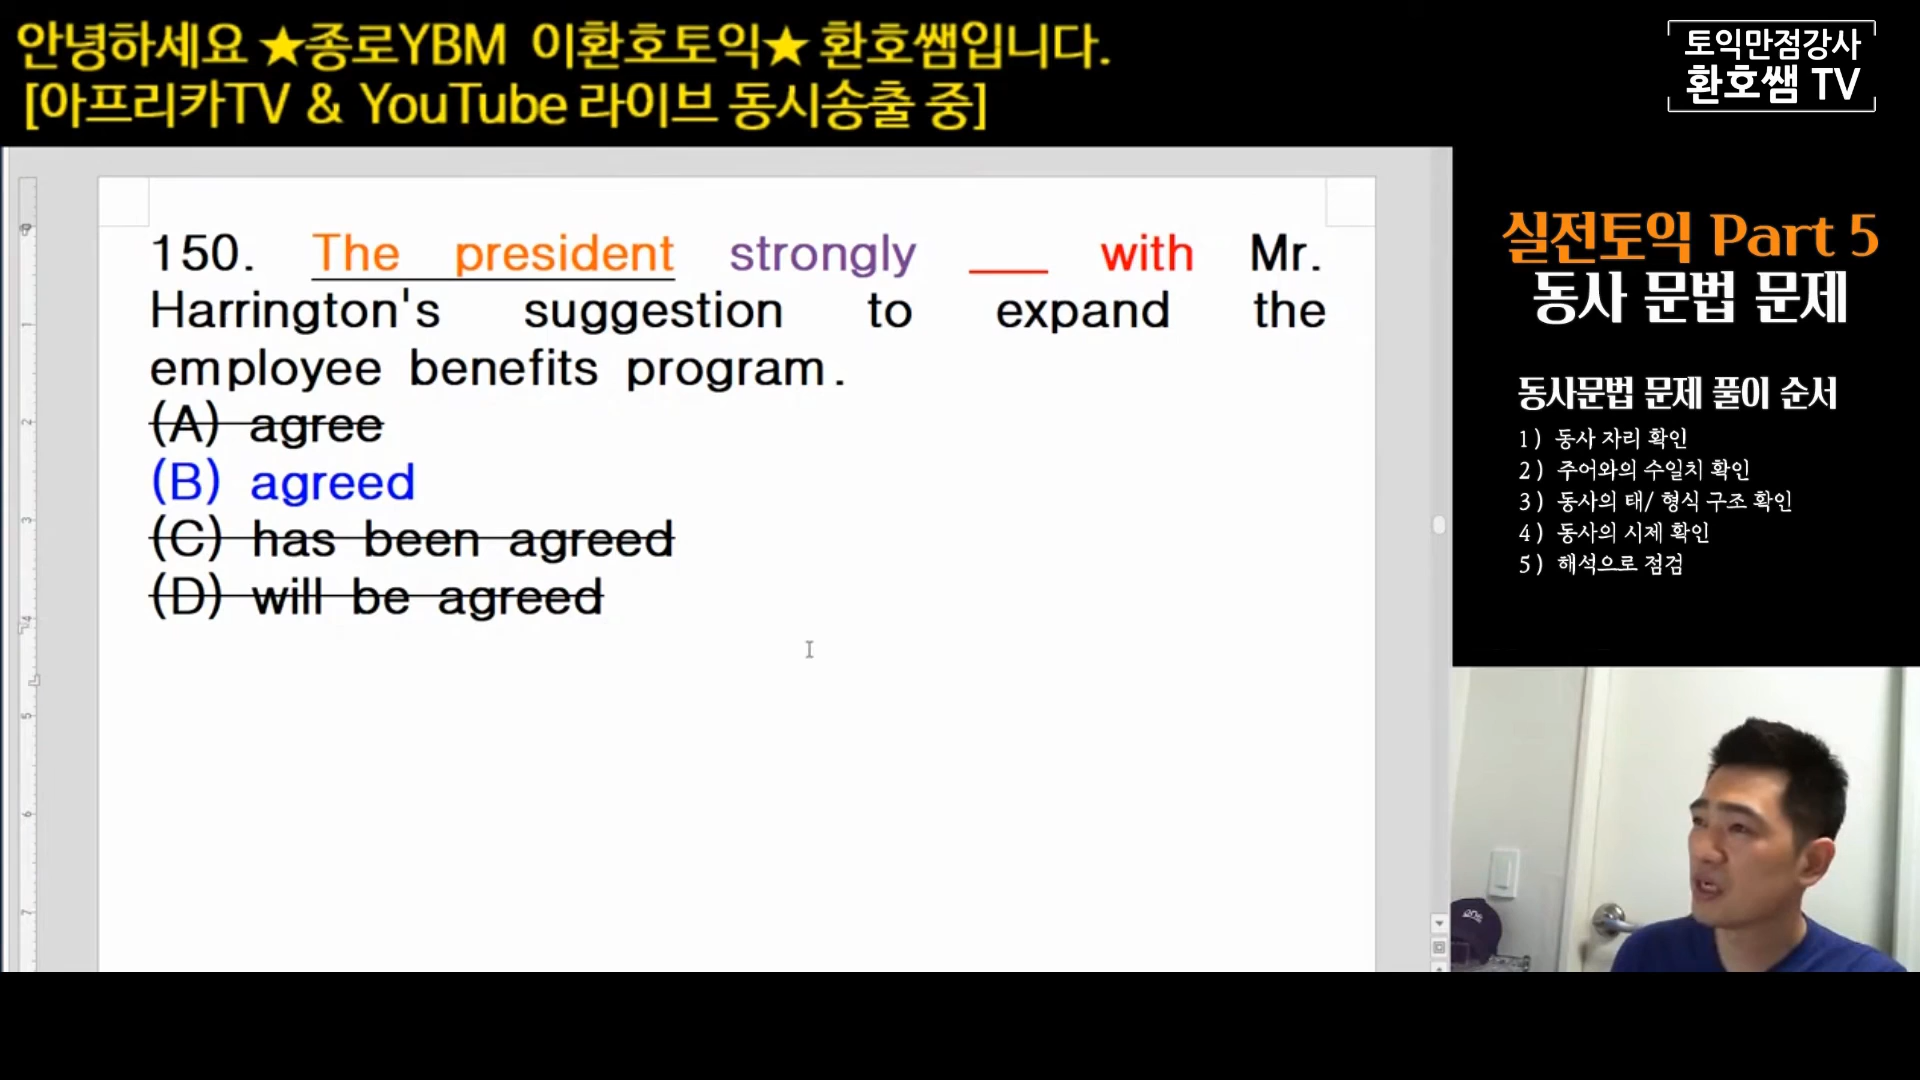 안녕하세요 ★종로YBM 이환호토익★ 환호쌤입니다.
[아프리카TV & YouTube 라이브 동시송출 중]
토익만점강사
환호쌤 TV
150. The president strongly ___ with Mr.
Harrington's suggestion to expand the
employee benefits program.
(A) agree
(B) agreed
(C) has been agreed
(D) will be agreed
실전토익 Part 5
동사 문법 문제
동사문법 문제 풀이 순서
1) 동사 자리 확인
2) 주어와의 수일치 확인
3) 동사의 태/ 형식 구조 확인
4) 동사의 시제 확인
5) 해석으로 점검